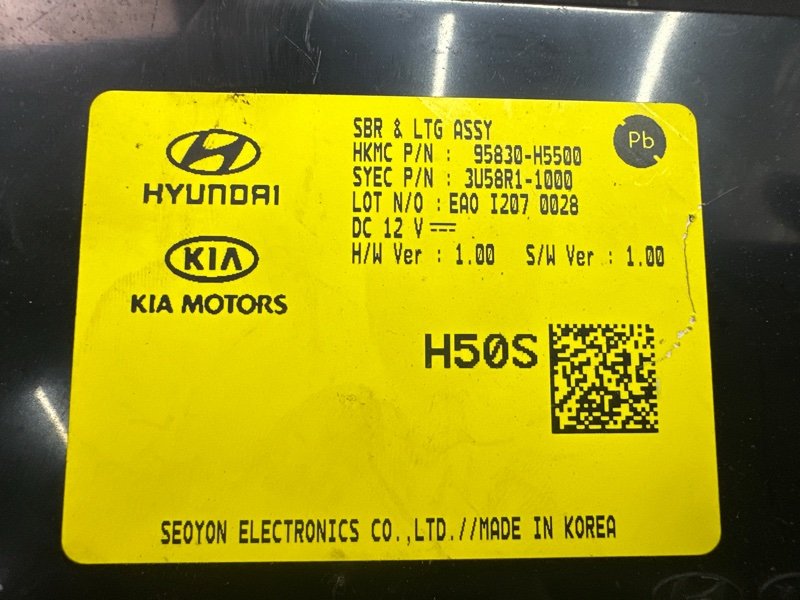 SBR & LTG ASSY
HKMC P/N : 95830-H5500
SYEC P/N : 3U58R1-1000
LOT N/O : EAO I207 0028
DC 12 V
H/W Ver : 1.00 S/W Ver : 1.00
Pb
HYUNDAI
KIA
KIA MOTORS
H50S
SEOYON ELECTRONICS CO.,LTD.//MADE IN KOREA